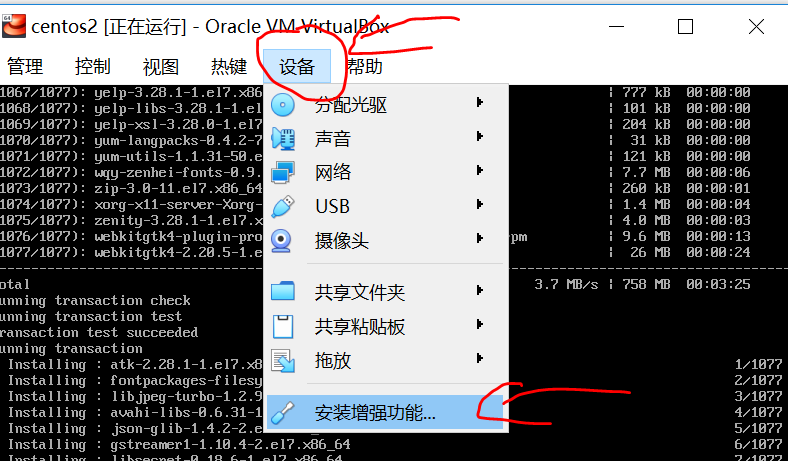 centos2 [正在运行] - Oracle VM VirtualBox
管理 控制 视图 热键 设备 帮助
1067/1077): yelp-3.28.1-1.el7.x86 | 777 kB 00:00:00
1068/1077): yelp-libs-3.28.1-1.el | 101 kB 00:00:00
1069/1077): yelp-xsl-3.28.0-1.el7 | 204 kB 00:00:00
1070/1077): yum-langpacks-0.4.2-7 | 31 kB 00:00:00
1071/1077): yum-utils-1.1.31-50.e | 121 kB 00:00:00
1072/1077): wqy-zenhei-fonts-0.9. | 7.7 MB 00:00:06
1073/1077): zip-3.0-11.el7.x86_64 | 260 kB 00:00:01
1074/1077): xorg-x11-server-Xorg- | 1.4 MB 00:00:04
1075/1077): zenity-3.28.1-1.el7.x | 4.0 MB 00:00:03
1076/1077): webkitgtk4-plugin-pro rpm | 9.6 MB 00:00:13
1077/1077): webkitgtk4-2.20.5-1.e | 26 MB 00:00:24
otal 3.7 MB/s | 758 MB 00:03:25
unning transaction check
unning transaction test
ransaction test succeeded
unning transaction
Installing : atk-2.28.1-1.el7.x8 1/1077
Installing : fontpackages-filesy 2/1077
Installing : libjpeg-turbo-1.2.9 3/1077
Installing : avahi-libs-0.6.31-1 4/1077
Installing : json-glib-1.4.2-2.e 5/1077
Installing : gstreamer1-1.10.4-2.el7.x86_64 6/1077
Installing : libsecret-0.18.6-1.el7.x86_64 7/1077
分配光驱
声音
网络
USB
摄像头
共享文件夹
共享粘贴板
拖放
安装增强功能...